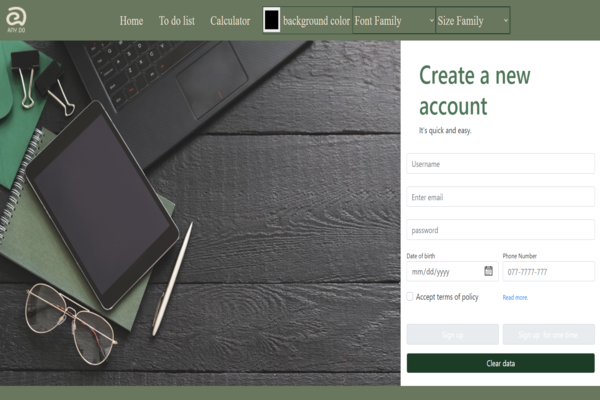 Home To do list Calculator background color Font Family Size Family
ANY DO
Create a new
account
It's quick and easy.
Username
Enter email
password
Date of birth Phone Number
mm/dd/yyyy 077-7777-777
Accept terms of policy Read more.
Sign up Sign up for one time
Clear data